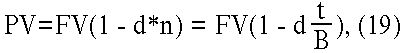 PV=FV(1 - d*n) = FV(1 - d t/B), (19)